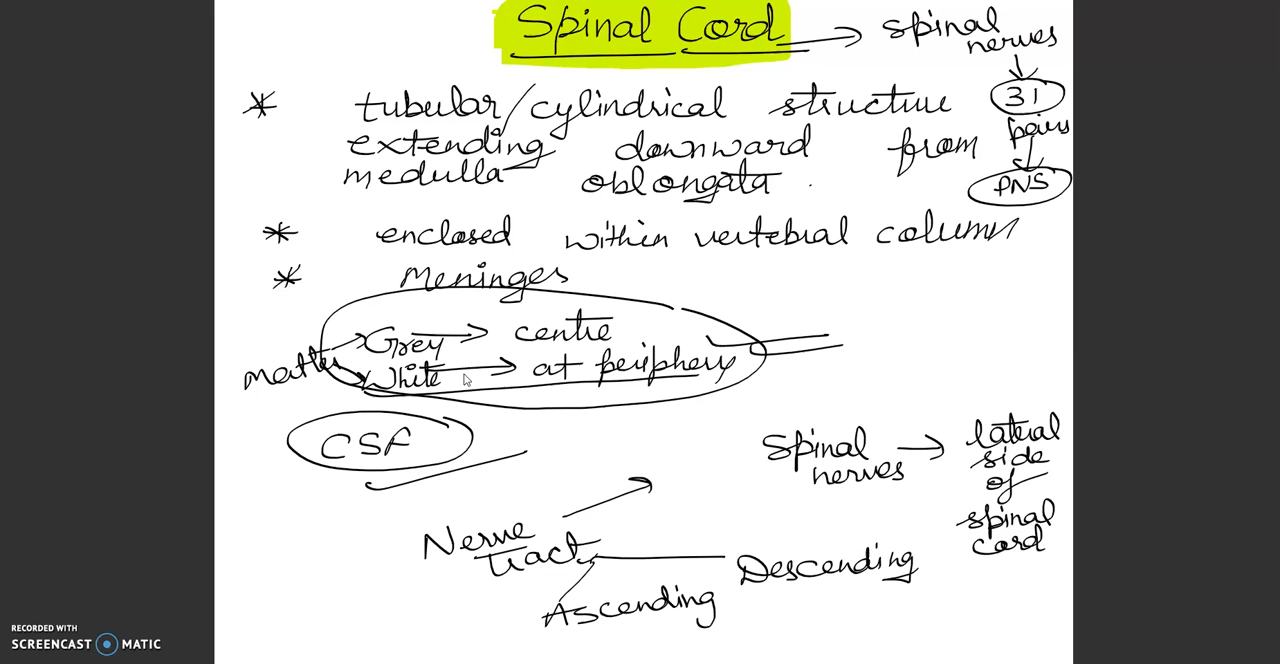 Spinal Cord → spinal nerves
↓
31 pairs
↓
PNS
* tubular/cylindrical structure
extending downward from
medulla oblongata.
* enclosed within vertebral column
* Meninges
matter
Grey → centre
White → at periphery
CSF
Spinal nerves → lateral side of spinal cord
Nerve tract
Descending
Ascending
RECORDED WITH
SCREENCAST MATIC